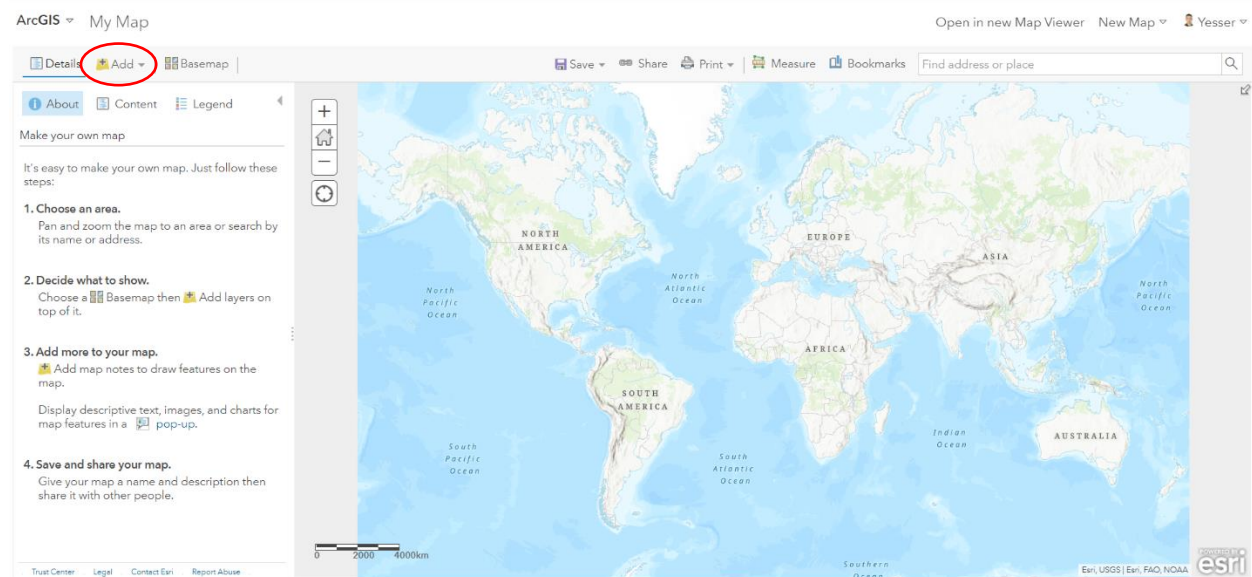 ArcGIS My Map Open in new Map Viewer New Map Yesser
Details Add Basemap Save Share Print Measure Bookmarks Find address or place
About Content Legend
Make your own map
It's easy to make your own map. Just follow these
steps:
1. Choose an area.
Pan and zoom the map to an area or search by
its name or address.
2. Decide what to show.
Choose a Basemap then Add layers on
top of it.
3. Add more to your map.
Add map notes to draw features on the
map.
Display descriptive text, images, and charts for
map features in a pop-up.
4. Save and share your map.
Give your map a name and description then
share it with other people.
Trust Center Legal Contact Esri Report Abuse
NORTH
AMERICA
EUROPE
ASIA
North
Pacific
Ocean
North
Atlantic
Ocean
North
Pacific
Ocean
AFRICA
SOUTH
AMERICA
Indian
Ocean
AUSTRALIA
South
Pacific
Ocean
South
Atlantic
Ocean
Southern
Ocean
0 2000 4000km
Esri, USGS | Esri, FAO, NOAA
POWERED BY
esri